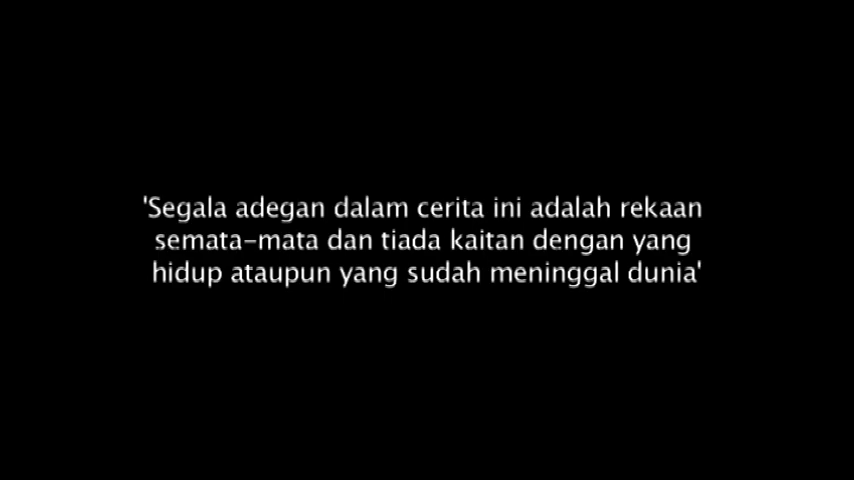 'Segala adegan dalam cerita ini adalah rekaan
semata-mata dan tiada kaitan dengan yang
hidup ataupun yang sudah meninggal dunia'